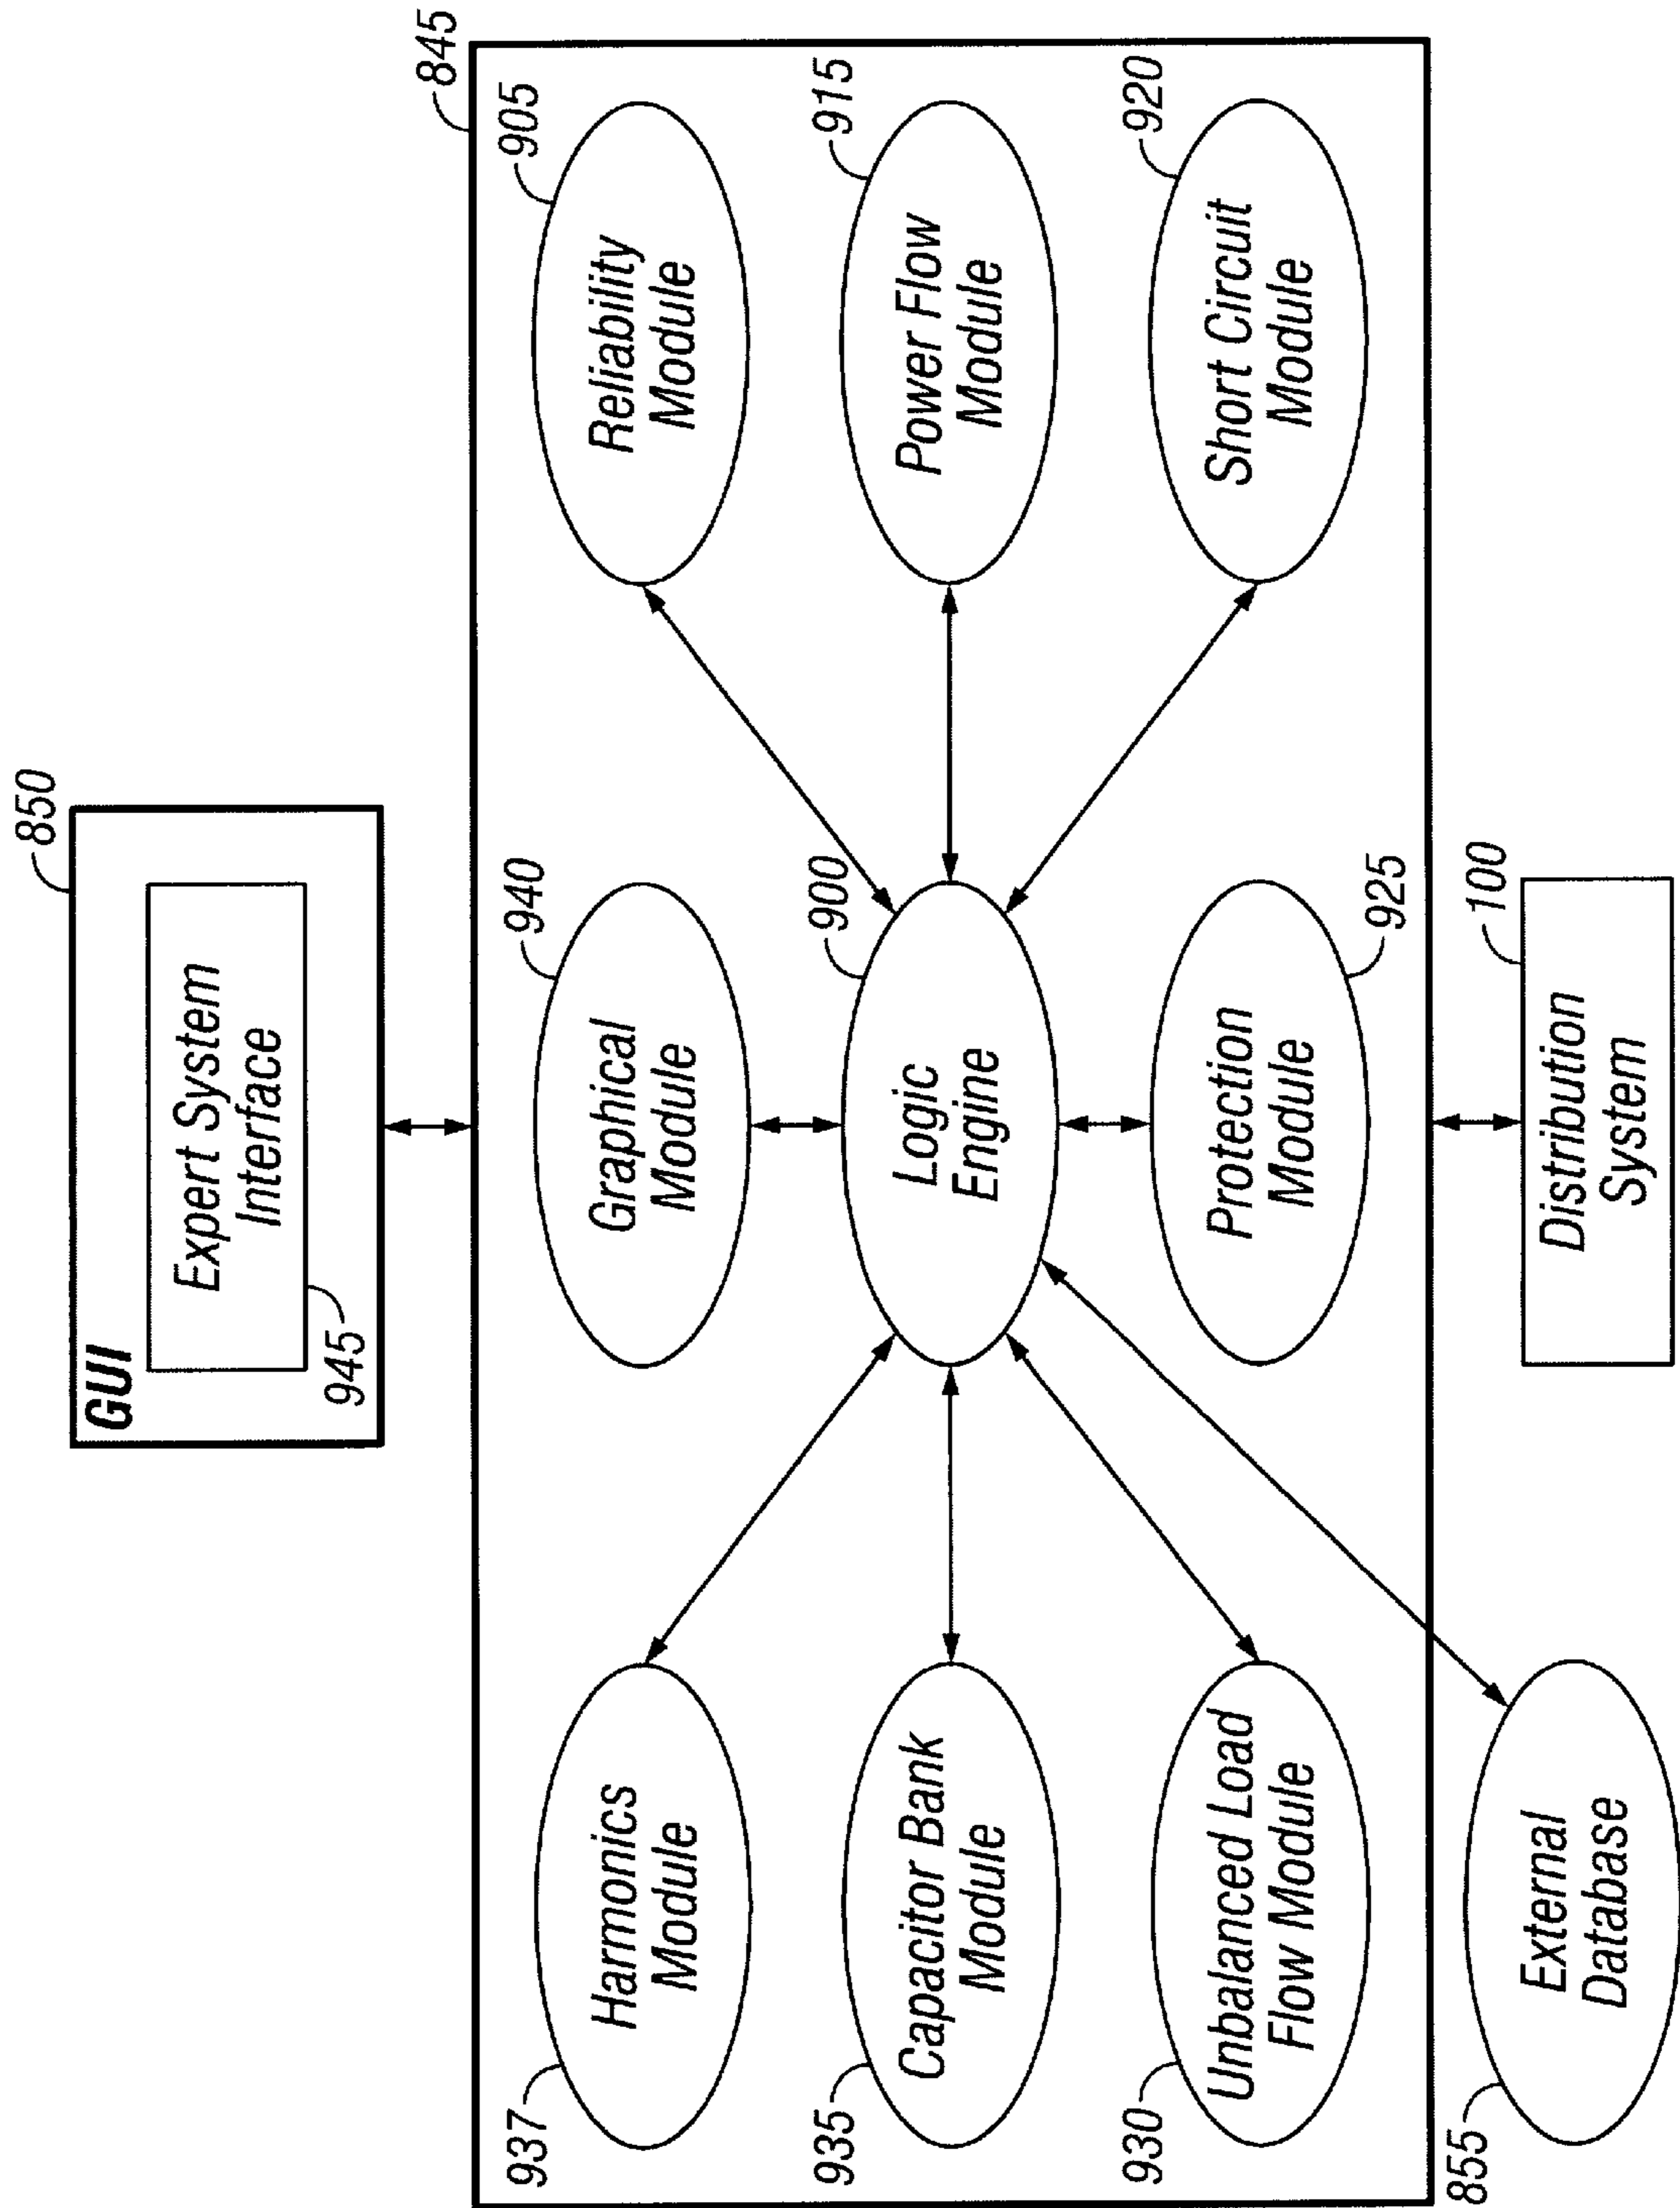 850
GUI
Expert System
Interface
945
845
937
Harmonics
Module
940
Graphical
Module
905
Reliability
Module
935
Capacitor Bank
Module
900
Logic
Engine
915
Power Flow
Module
930
Unbalanced Load
Flow Module
Protection
Module
925
920
Short Circuit
Module
855
External
Database
100
Distribution
System